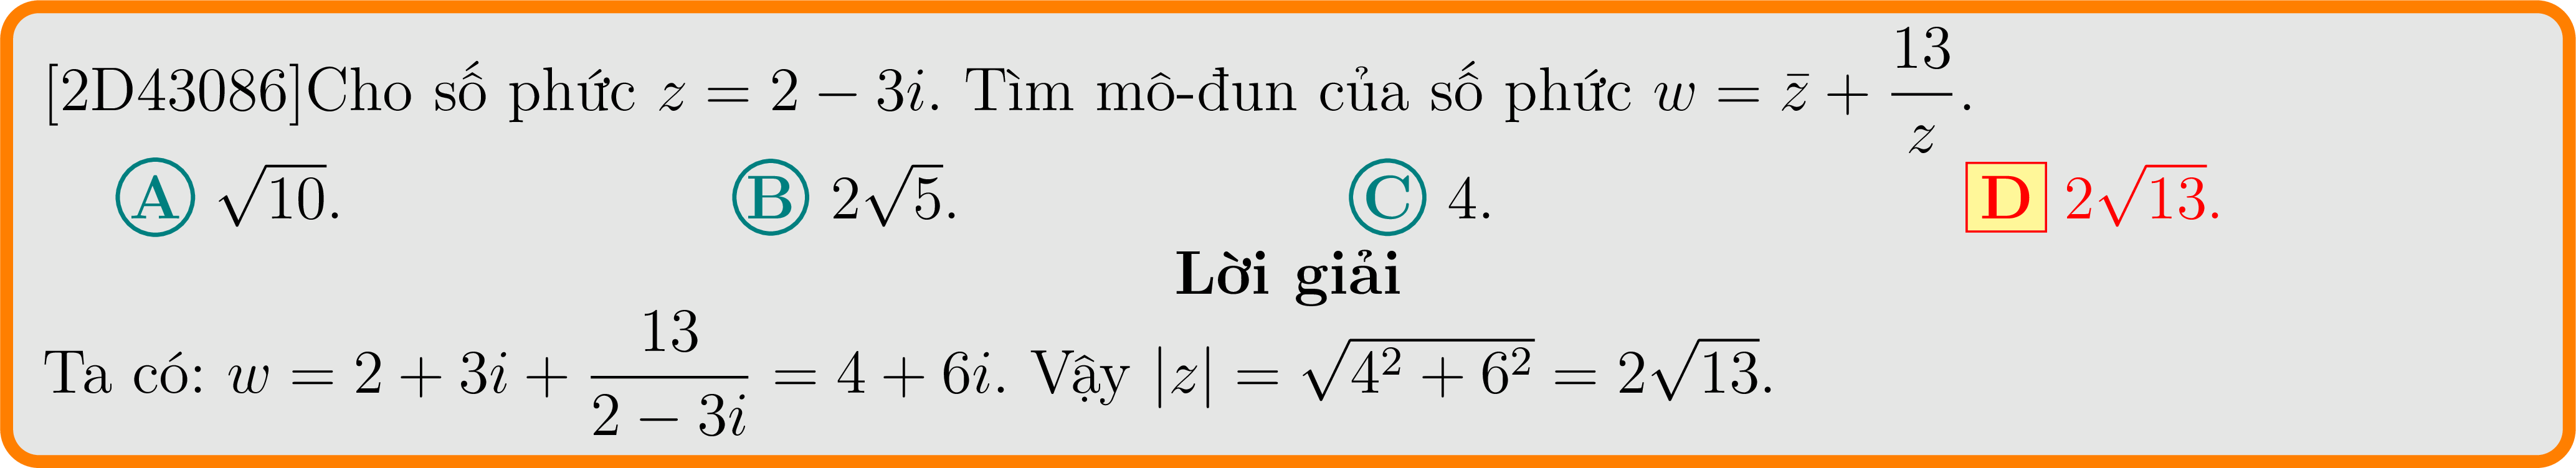 [2D43086]Cho số phức $z = 2 - 3i$. Tìm mô-đun của số phức $w = \bar{z} + \dfrac{13}{z}$.
Ⓐ $\sqrt{10}$. Ⓑ $2\sqrt{5}$. Ⓒ $4$. D $2\sqrt{13}$.
Lời giải
Ta có: $w = 2 + 3i + \dfrac{13}{2 - 3i} = 4 + 6i$. Vậy $|z| = \sqrt{4^2 + 6^2} = 2\sqrt{13}$.